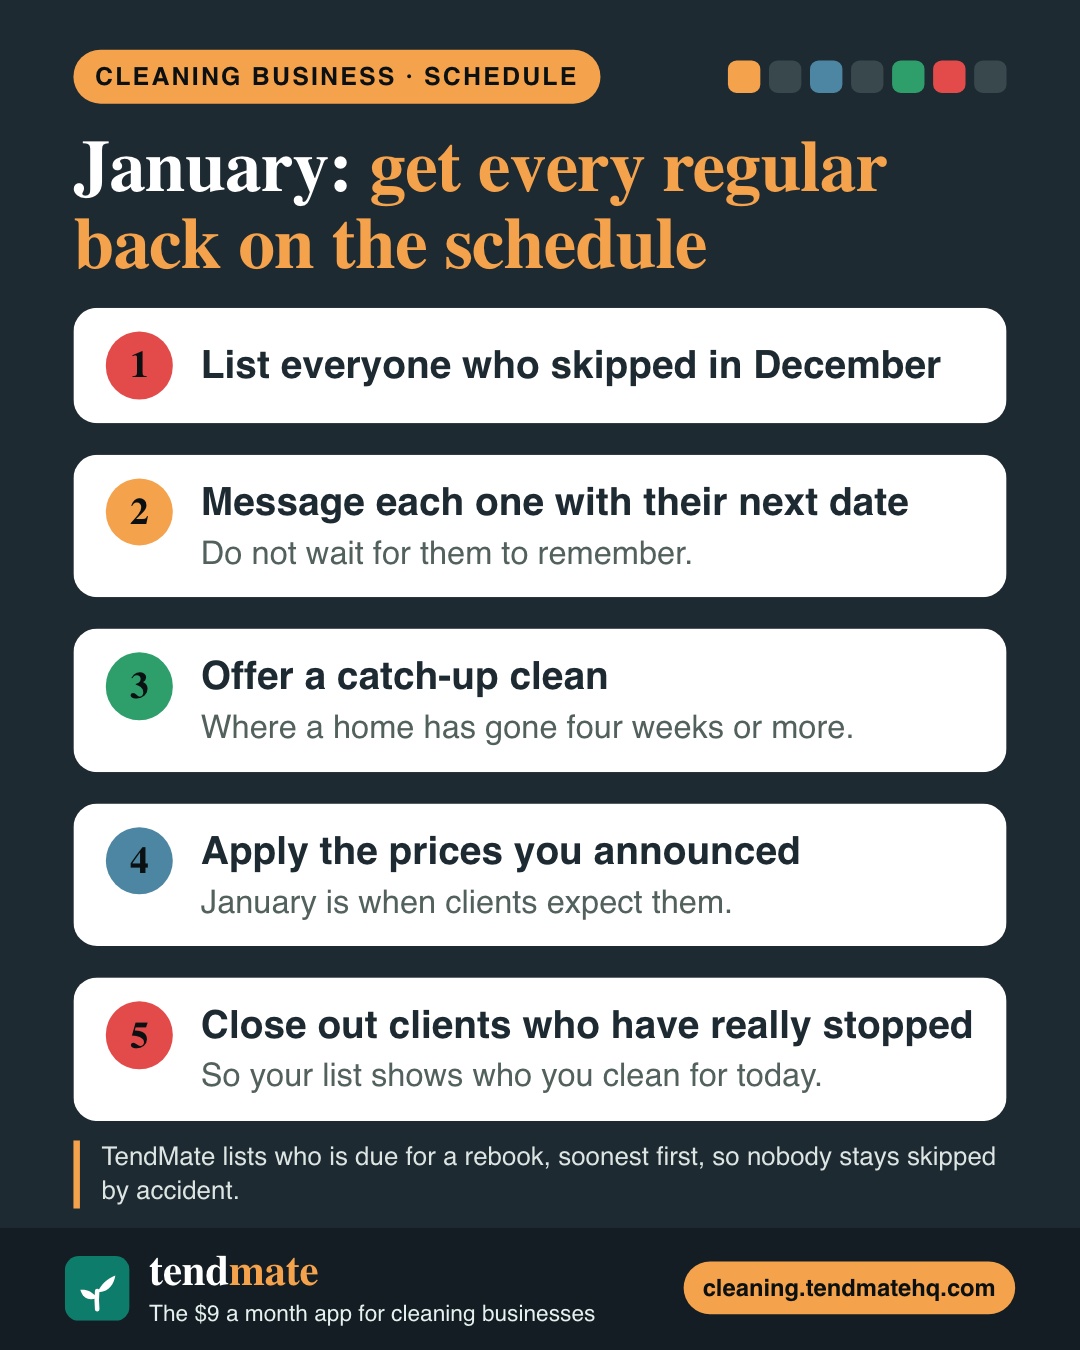 CLEANING BUSINESS · SCHEDULE
January: get every regular
back on the schedule
1
List everyone who skipped in December
2
Message each one with their next date
Do not wait for them to remember.
3
Offer a catch-up clean
Where a home has gone four weeks or more.
4
Apply the prices you announced
January is when clients expect them.
5
Close out clients who have really stopped
So your list shows who you clean for today.
TendMate lists who is due for a rebook, soonest first, so nobody stays skipped
by accident.
tendmate
The $9 a month app for cleaning businesses
cleaning.tendmatehq.com